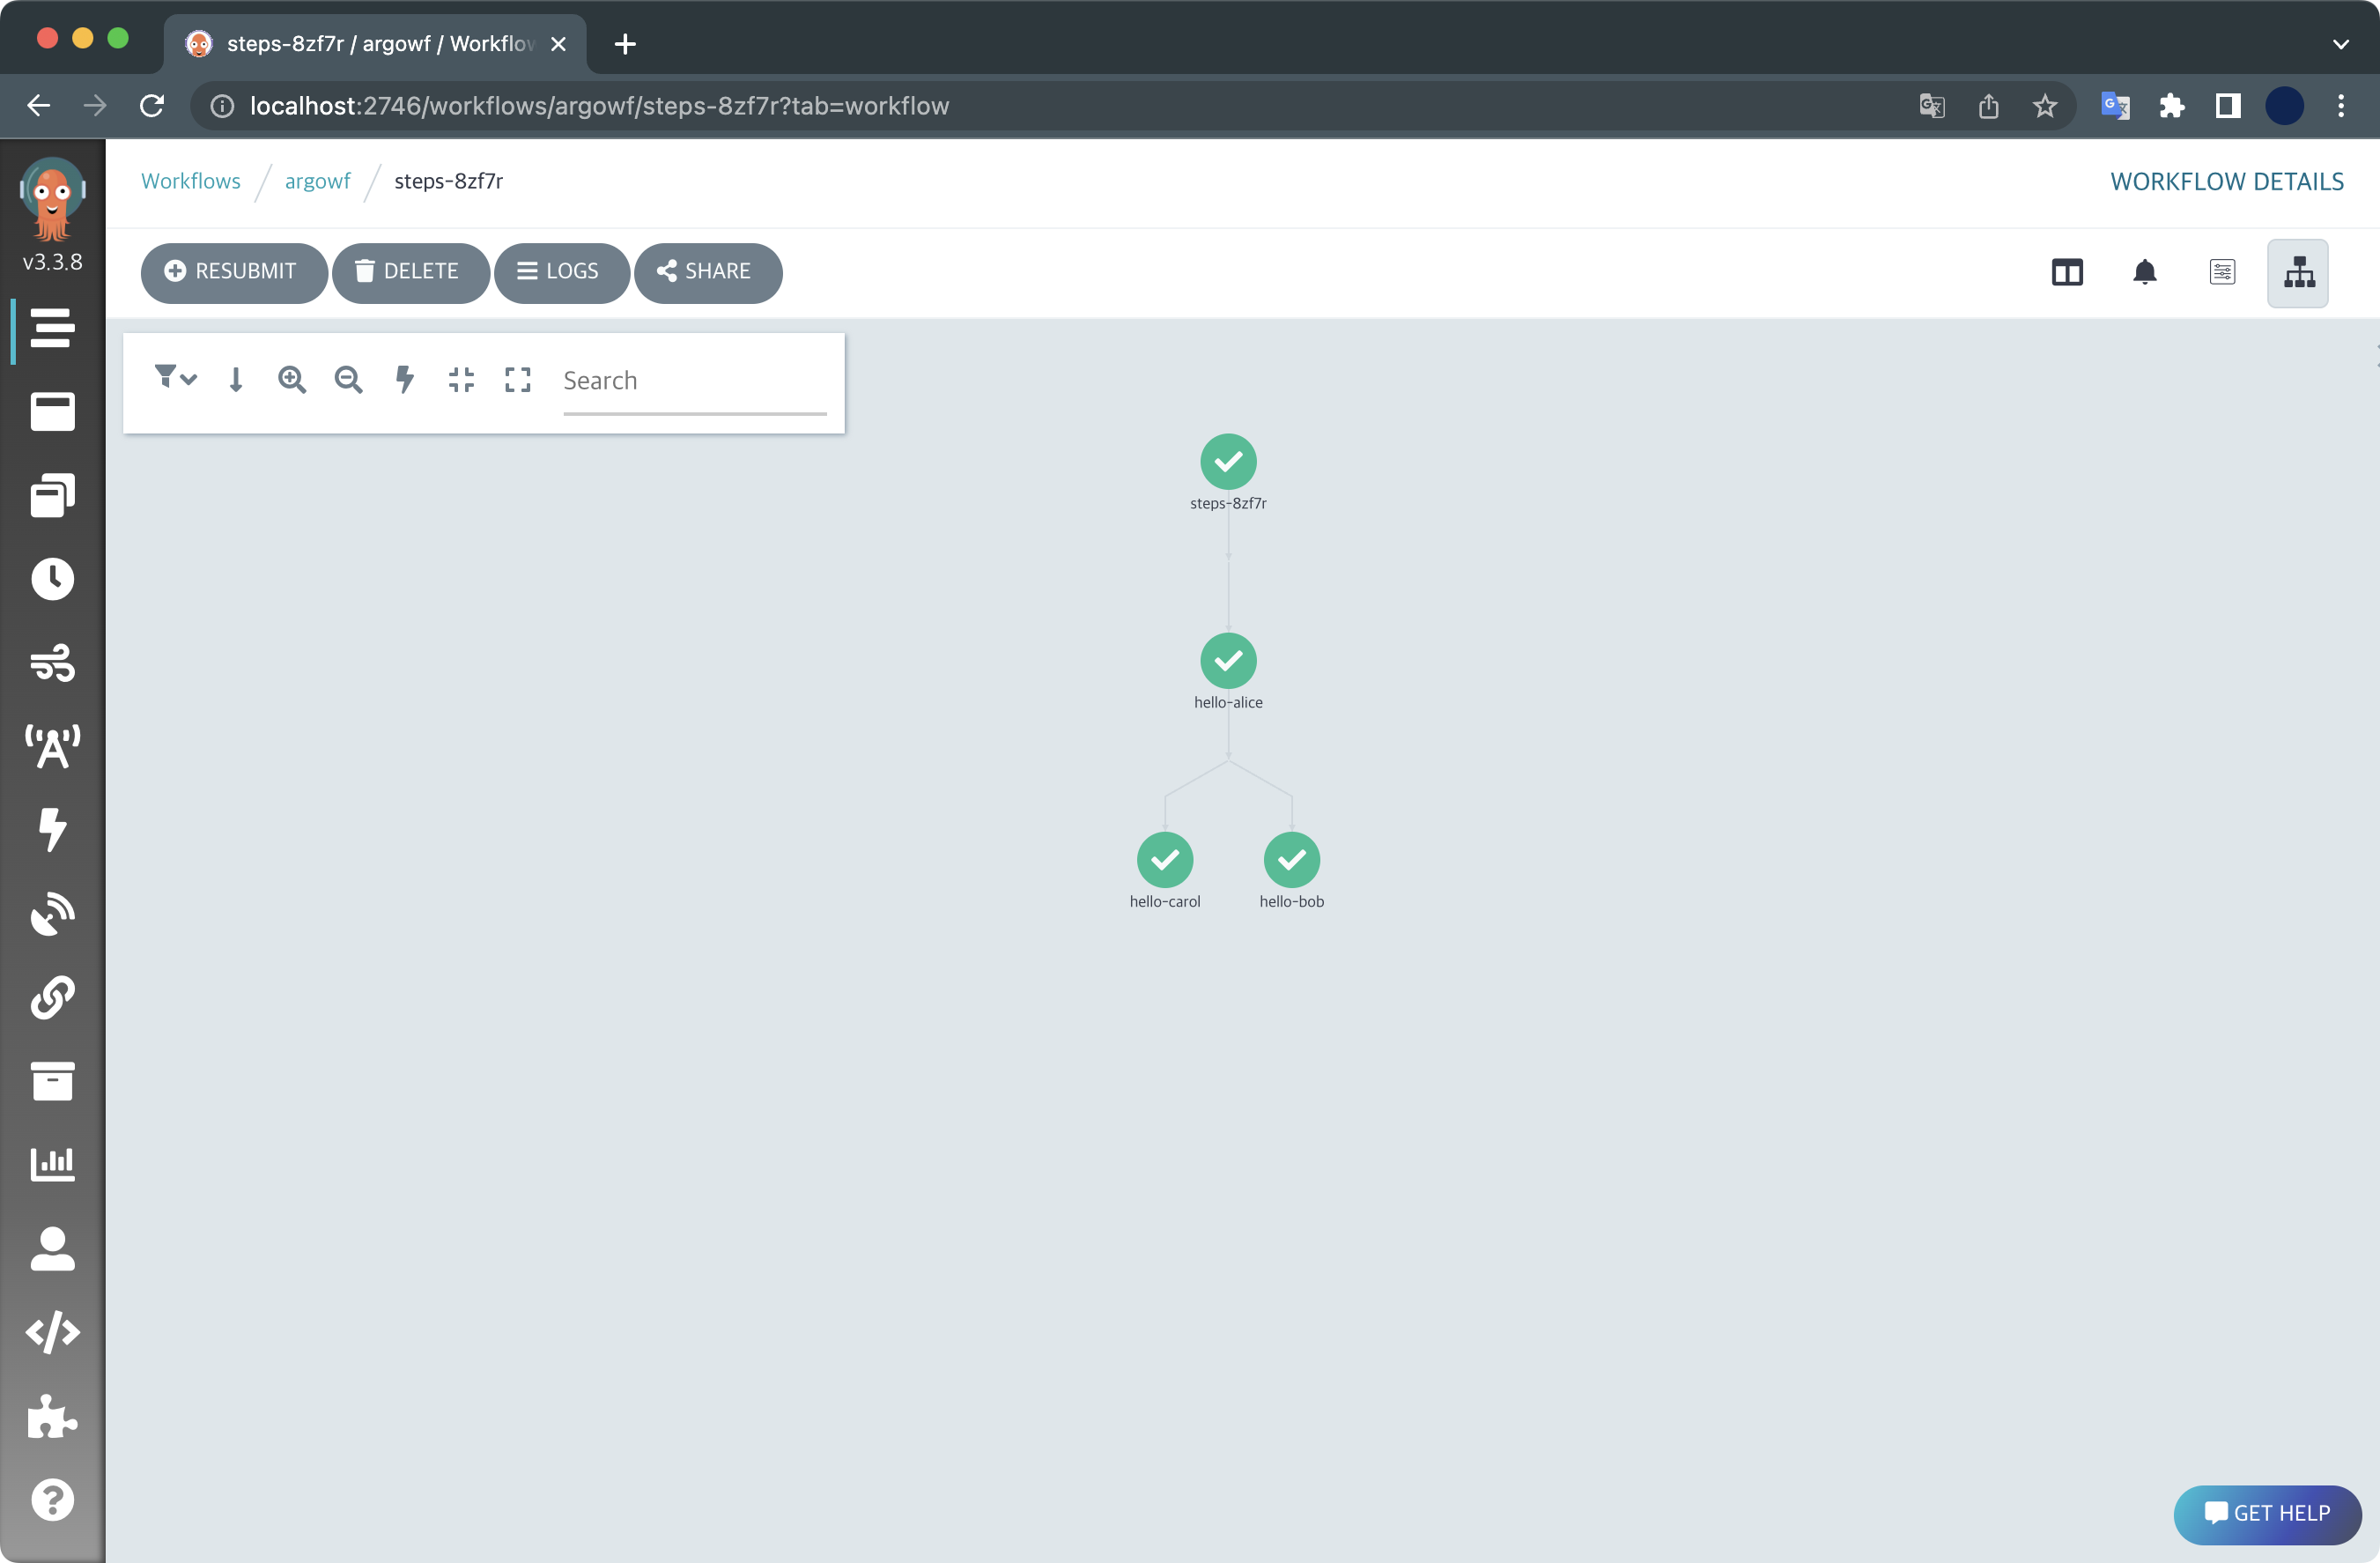 steps-8zf7r / argowf / Workflow
localhost:2746/workflows/argowf/steps-8zf7r?tab=workflow
v3.3.8
Workflows / argowf / steps-8zf7r
WORKFLOW DETAILS
RESUBMIT DELETE LOGS SHARE
Search
steps-8zf7r
hello-alice
hello-carol hello-bob
GET HELP